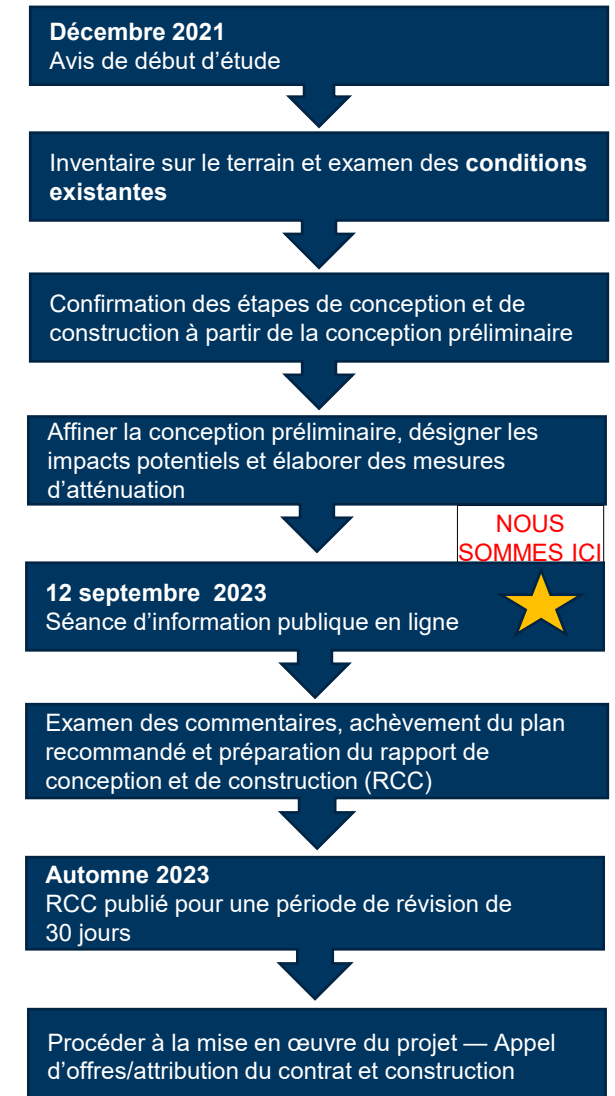 Décembre 2021
Avis de début d’étude
Inventaire sur le terrain et examen des conditions
existantes
Confirmation des étapes de conception et de
construction à partir de la conception préliminaire
Affiner la conception préliminaire, désigner les
impacts potentiels et élaborer des mesures
d’atténuation
NOUS
SOMMES ICI
12 septembre 2023
Séance d’information publique en ligne
Examen des commentaires, achèvement du plan
recommandé et préparation du rapport de
conception et de construction (RCC)
Automne 2023
RCC publié pour une période de révision de
30 jours
Procéder à la mise en œuvre du projet — Appel
d’offres/attribution du contrat et construction